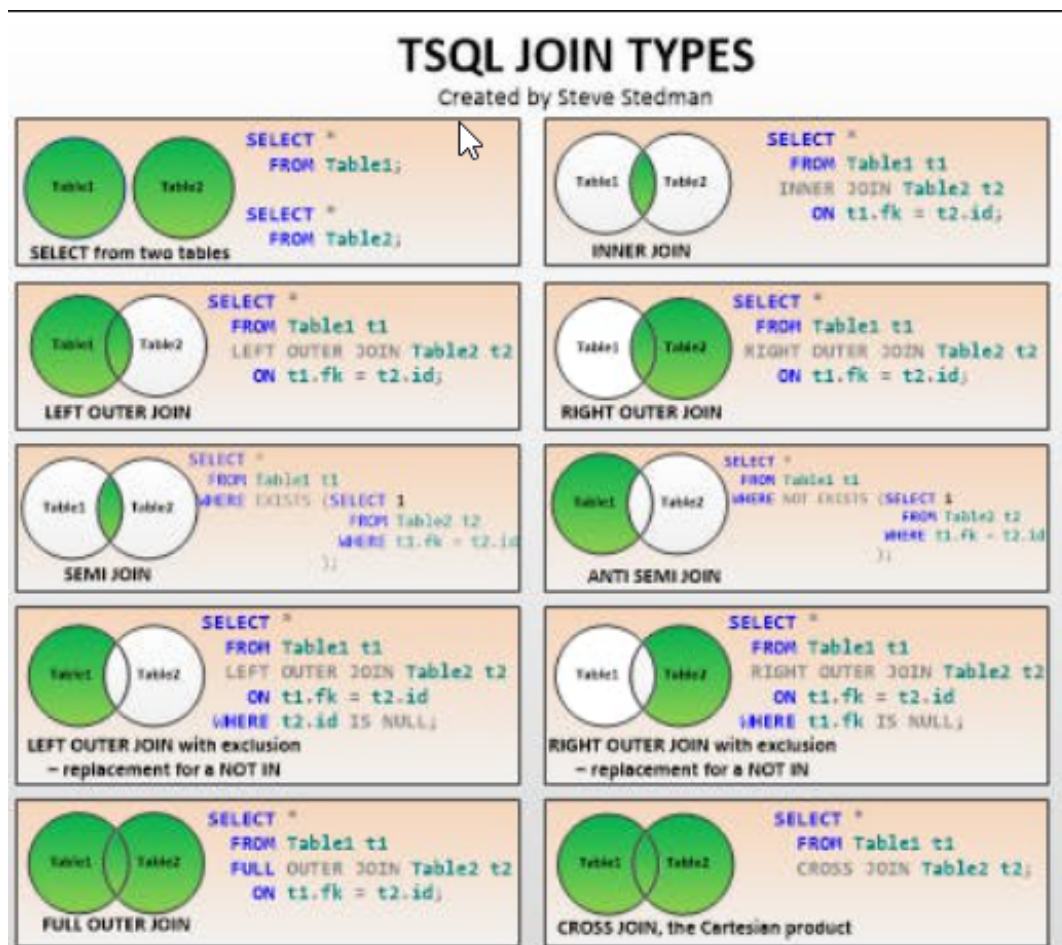 TSQL JOIN TYPES
Created by Steve Stedman
Table1
Table2
SELECT *
FROM Table1;
SELECT *
FROM Table2;
SELECT from two tables
Table1
Table2
SELECT *
FROM Table1 t1
INNER JOIN Table2 t2
ON t1.fk = t2.id;
INNER JOIN
Table1
Table2
SELECT *
FROM Table1 t1
LEFT OUTER JOIN Table2 t2
ON t1.fk = t2.id;
LEFT OUTER JOIN
Table1
Table2
SELECT *
FROM Table1 t1
RIGHT OUTER JOIN Table2 t2
ON t1.fk = t2.id;
RIGHT OUTER JOIN
Table1
Table2
SELECT *
FROM Table1 t1
WHERE EXISTS (SELECT 1
FROM Table2 t2
WHERE t1.fk = t2.id
);
SEMI JOIN
Table1
Table2
SELECT *
FROM Table1 t1
WHERE NOT EXISTS (SELECT 1
FROM Table2 t2
WHERE t1.fk = t2.id
);
ANTI SEMI JOIN
Table1
Table2
SELECT *
FROM Table1 t1
LEFT OUTER JOIN Table2 t2
ON t1.fk = t2.id
WHERE t2.id IS NULL;
LEFT OUTER JOIN with exclusion
– replacement for a NOT IN
Table1
Table2
SELECT *
FROM Table1 t1
RIGHT OUTER JOIN Table2 t2
ON t1.fk = t2.id
WHERE t1.fk IS NULL;
RIGHT OUTER JOIN with exclusion
– replacement for a NOT IN
Table1
Table2
SELECT *
FROM Table1 t1
FULL OUTER JOIN Table2 t2
ON t1.fk = t2.id;
FULL OUTER JOIN
Table1
Table2
SELECT *
FROM Table1 t1
CROSS JOIN Table2 t2;
CROSS JOIN, the Cartesian product